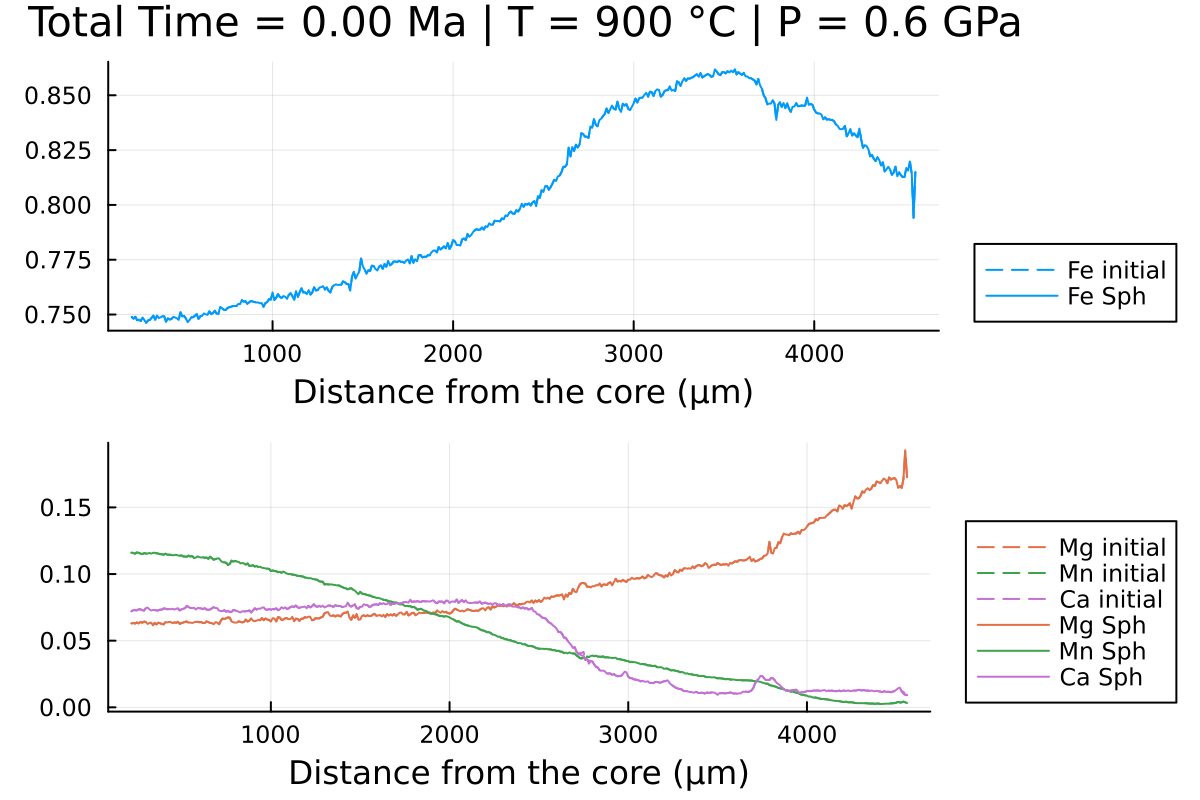 Total Time = 0.00 Ma | T = 900 °C | P = 0.6 GPa
0.850
0.825
0.800
0.775
0.750
1000 2000 3000 4000
Distance from the core (µm)
Fe initial
Fe Sph
0.15
0.10
0.05
0.00
1000 2000 3000 4000
Distance from the core (µm)
Mg initial
Mn initial
Ca initial
Mg Sph
Mn Sph
Ca Sph